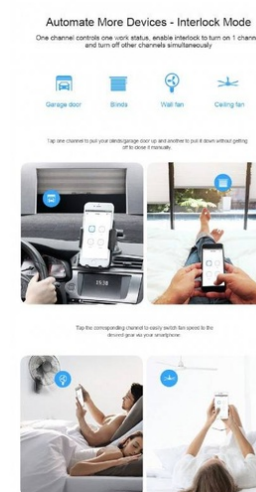 Automate More Devices - Interlock Mode
One channel controls one work status, enable interlock to turn on 1 chann
and turn off other channels simultaneously
Garage door
Blinds
Wall fan
Ceiling fan
Tap one channel to put your blinds/garage door up and another to put it down without getting
off to close it manually.
Tap the corresponding channel to easily switch fan speed to the
desired gear via your smartphone.